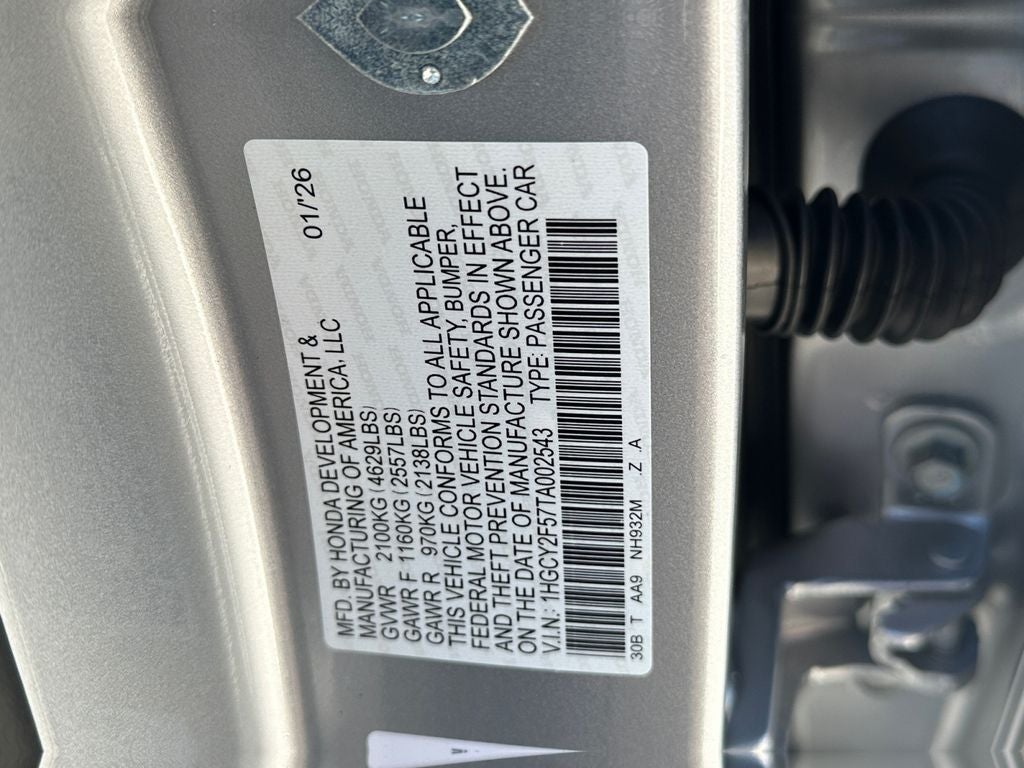 MFD. BY HONDA DEVELOPMENT & 01/'26
MANUFACTURING OF AMERICA, LLC
GVWR 2100KG (4629LBS)
GAWR F 1160KG (2557LBS)
GAWR R 970KG (2138LBS)
THIS VEHICLE CONFORMS TO ALL APPLICABLE
FEDERAL MOTOR VEHICLE SAFETY, BUMPER,
AND THEFT PREVENTION STANDARDS IN EFFECT
ON THE DATE OF MANUFACTURE SHOWN ABOVE.
V.I.N.: 1HGCY2F577A002543 TYPE: PASSENGER CAR
30B T AA9 NH932M .Z A